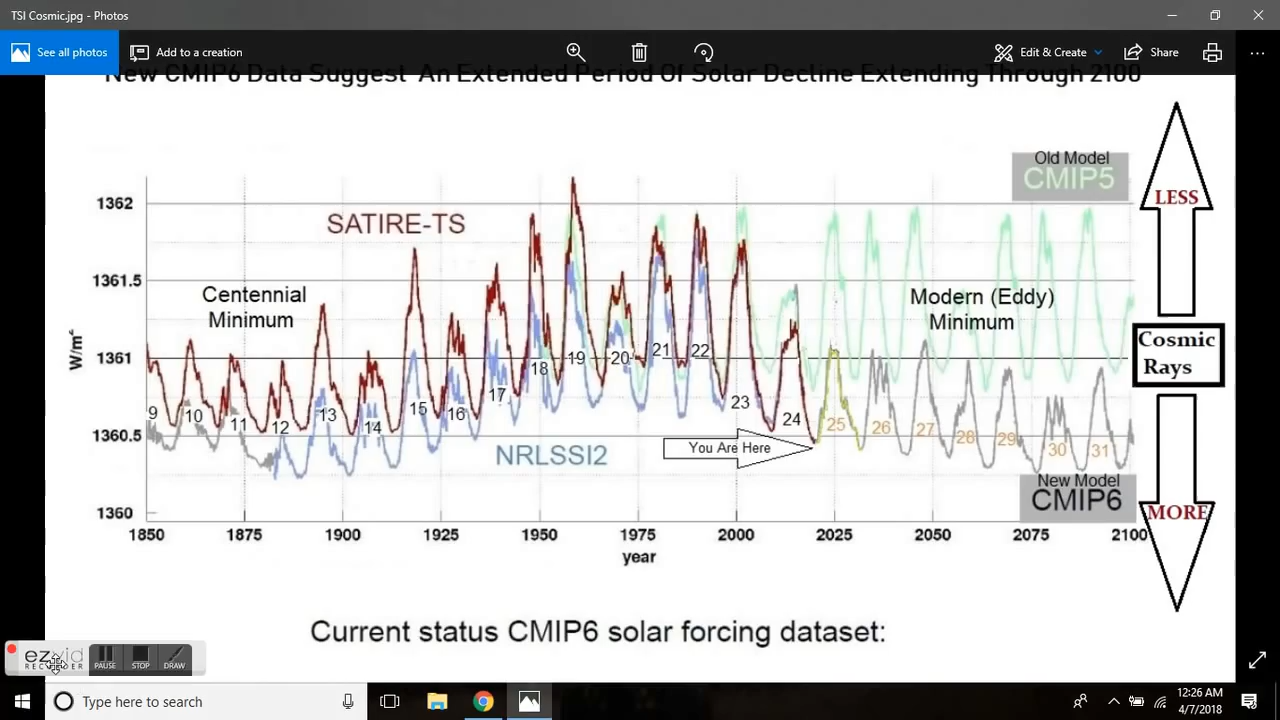 TSI Cosmic.jpg - Photos
See all photos
Add to a creation
Edit & Create
Share
New CMIP6 Data Suggest An Extended Period Of Solar Decline Extending Through 2100
Old Model
CMIP5
LESS
1362
SATIRE-TS
1361.5
Centennial
Minimum
Modern (Eddy)
Minimum
W/m²
1361
Cosmic
Rays
9
10
11
12
13
14
15
16
17
18
19
20
21
22
23
24
25
26
27
28
29
30
31
1360.5
You Are Here
NRLSSI2
New Model
CMIP6
1360
MORE
1850
1875
1900
1925
1950
1975
2000
2025
2050
2075
2100
year
Current status CMIP6 solar forcing dataset:
ezvid
RECORDER
PAUSE
STOP
DRAW
Type here to search
12:26 AM
4/7/2018